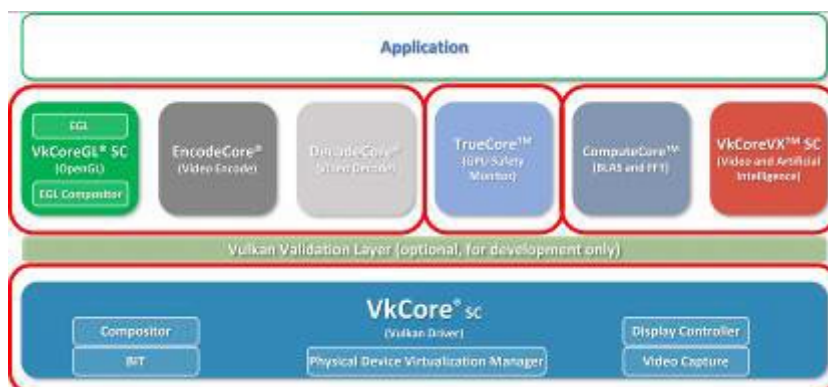 Application
EGL
VkCoreGL® SC
(OpenGL)
EGL Compositor
EncodeCore®
(Video Encode)
DecodeCore®
(Video Decode)
TrueCore™
(GPU Safety
Monitor)
ComputeCore™
(BLAS and FFT)
VkCoreVX™ SC
(Video and Artificial
Intelligence)
Vulkan Validation Layer (optional, for development only)
VkCore® SC
(Vulkan Driver)
Compositor
BIT
Physical Device Virtualization Manager
Display Controller
Video Capture